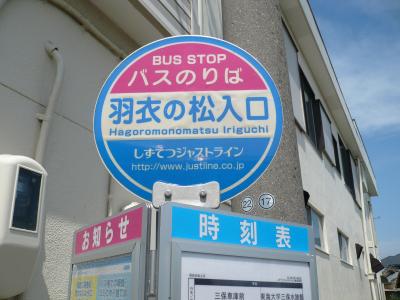 BUS STOP
バスのりば
羽衣の松入口
Hagoromonomatsu Iriguchi
しずてつジャストライン
http://www.justline.co.jp
22 17
お知らせ
時刻表
三保車庫前
東海大学三保水族館